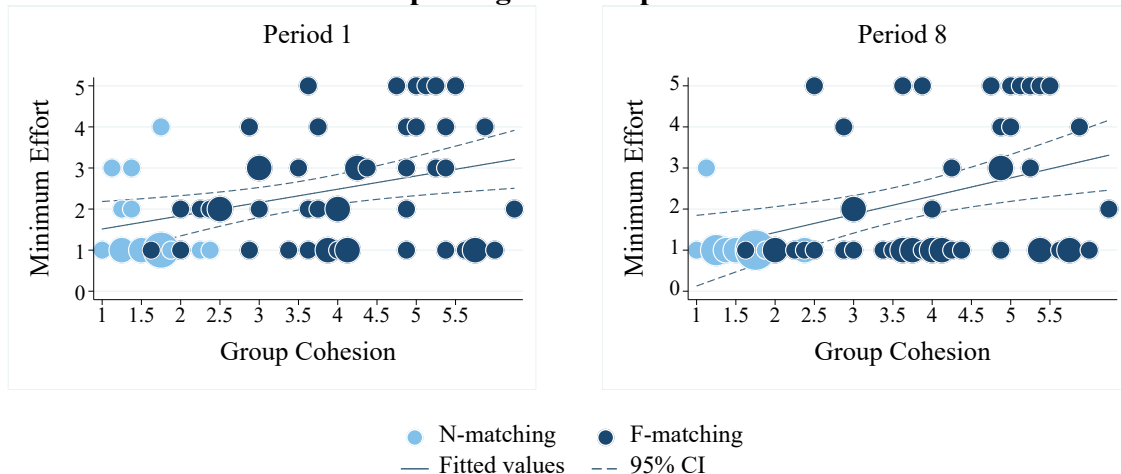 Period 1
Minimum Effort
5
4
3
2
1
0
1 1.5 2 2.5 3 3.5 4 4.5 5 5.5
Group Cohesion
Period 8
Minimum Effort
5
4
3
2
1
0
1 1.5 2 2.5 3 3.5 4 4.5 5 5.5
Group Cohesion
N-matching F-matching
Fitted values 95% CI